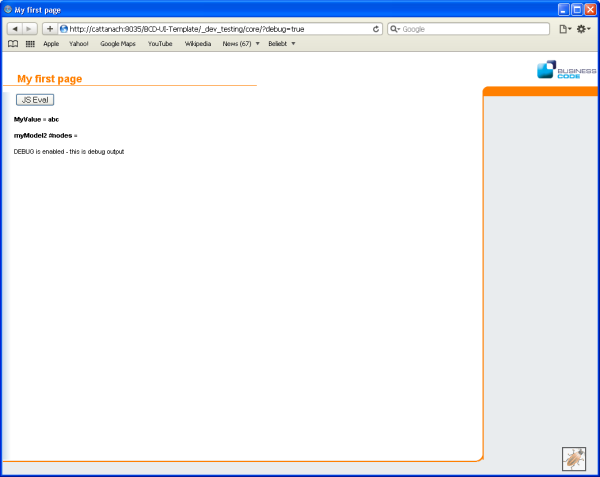 My first page
http://cattanach:8035/BCD-UI-Template/_dev_testing/core/?debug=true
Google
Apple Yahoo! Google Maps YouTube Wikipedia News (67) Beliebt
My first page
BUSINESS
CODE
JS Eval
MyValue = abc
myModel2 #nodes =
DEBUG is enabled - this is debug output